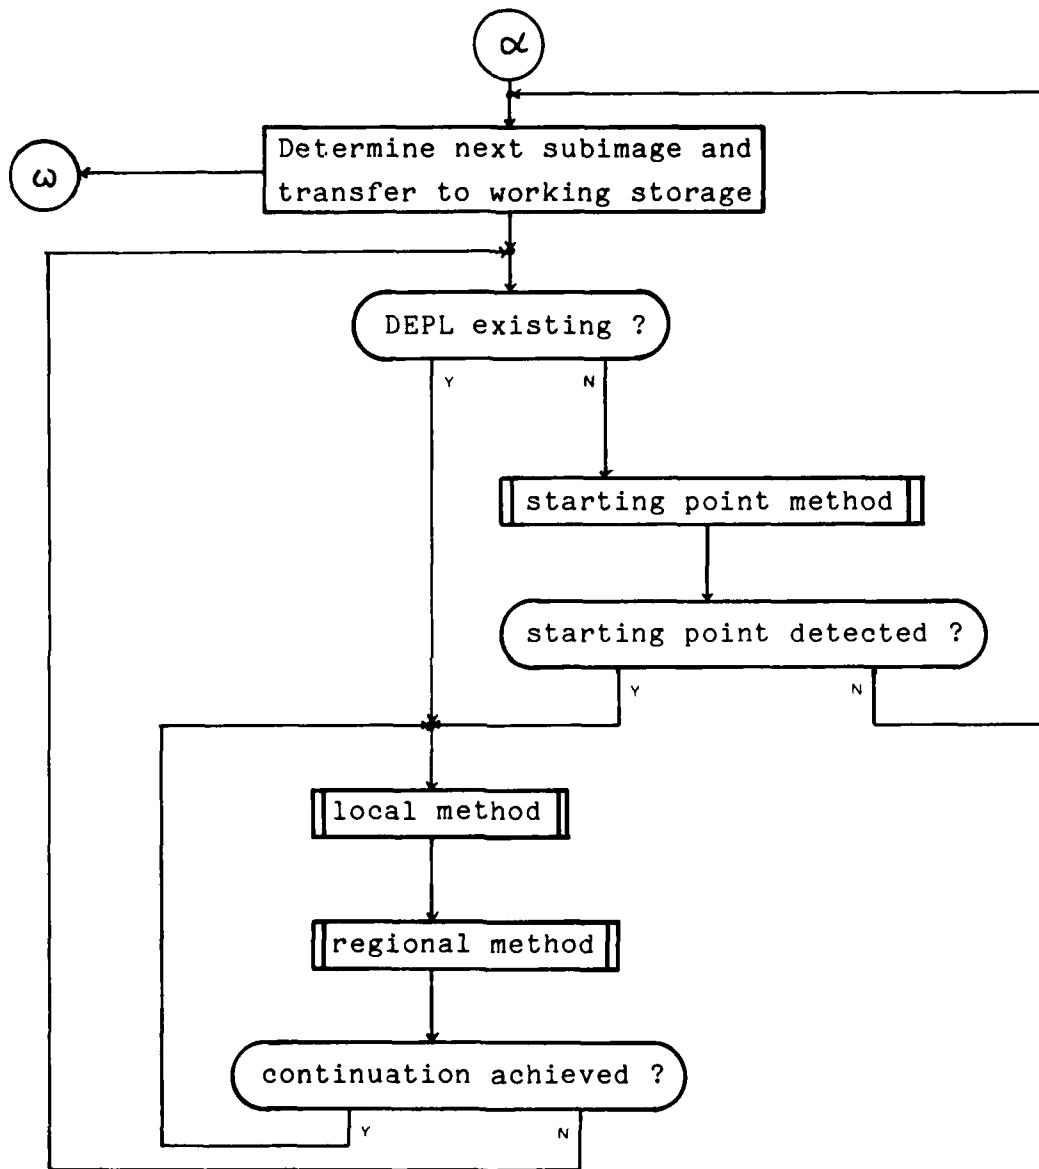 α
Determine next subimage and
transfer to working storage
ω
DEPL existing ?
Y
N
starting point method
starting point detected ?
Y
N
local method
regional method
continuation achieved ?
Y
N